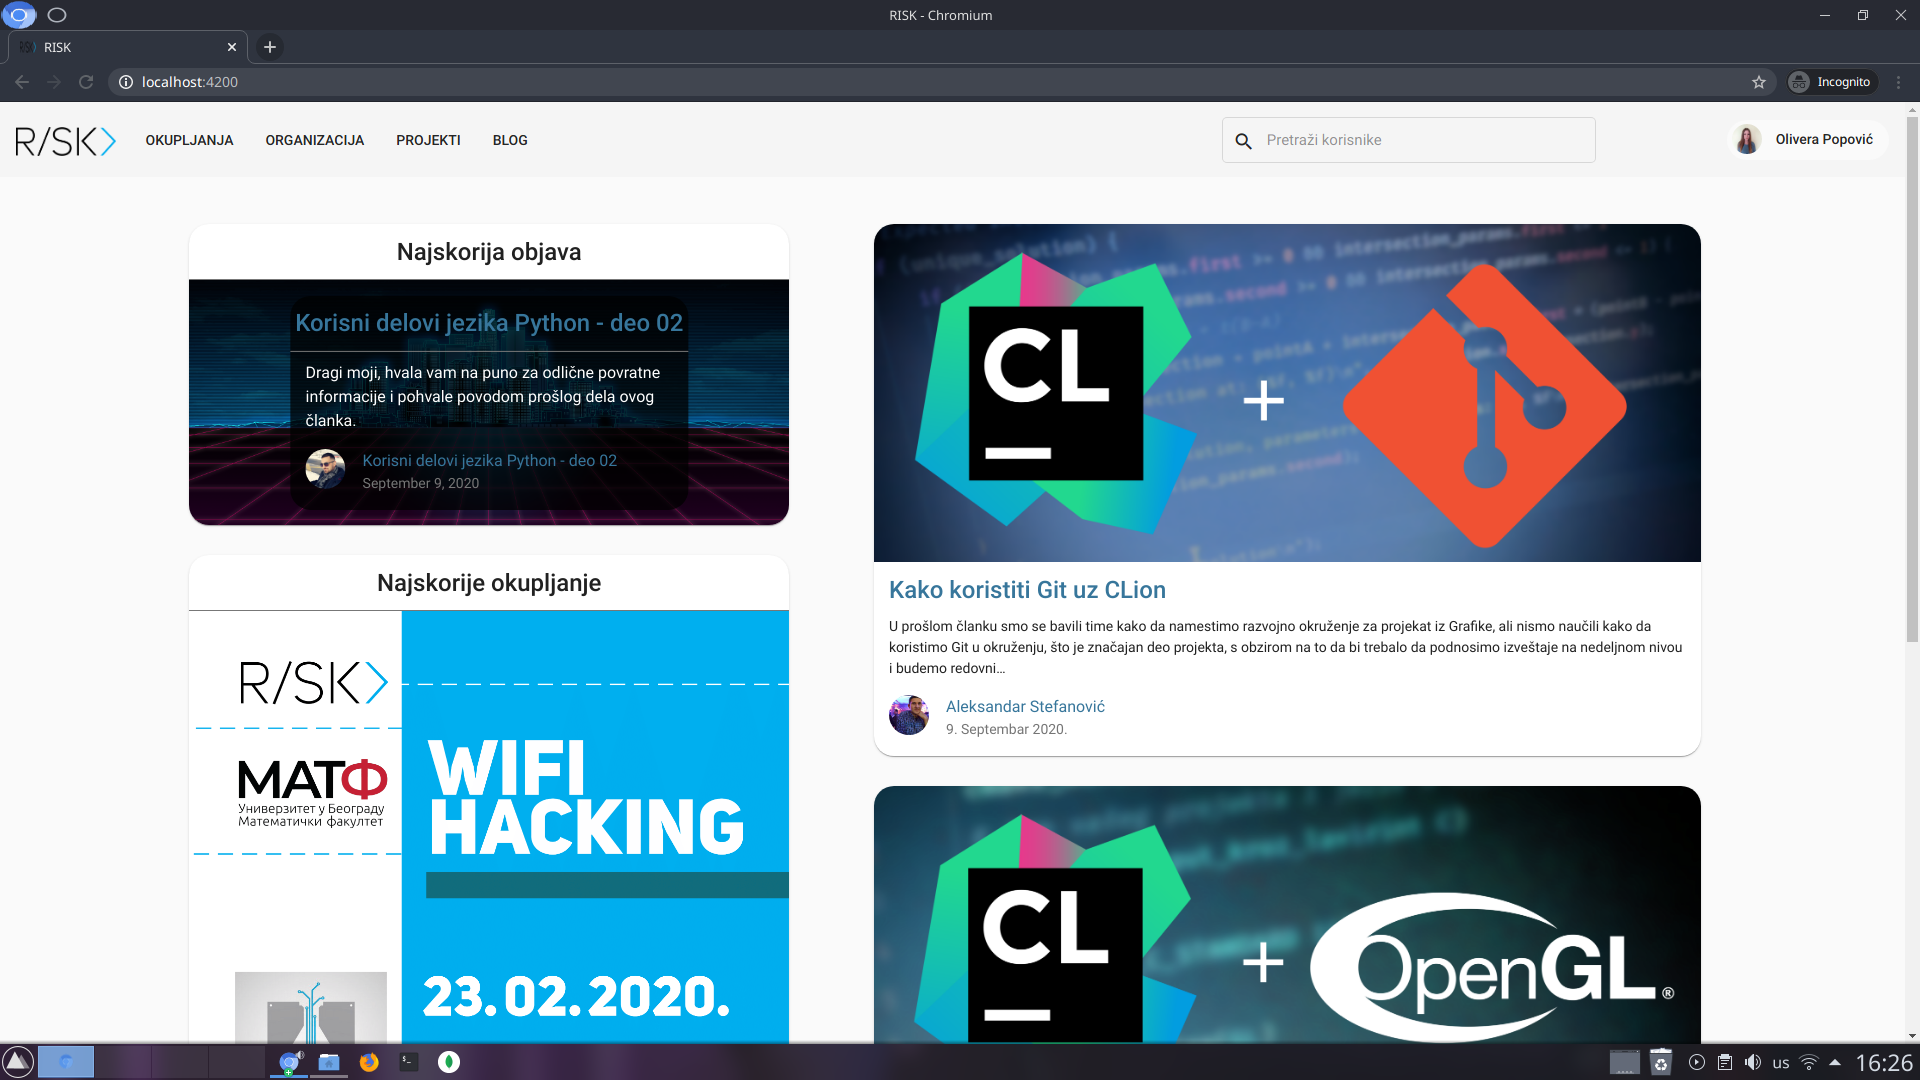 RISK - Chromium
RISK
localhost:4200
Incognito
R/SK
OKUPLJANJA
ORGANIZACIJA
PROJEKTI
BLOG
Pretraži korisnike
Olivera Popović
Najskorija objava
Korisni delovi jezika Python - deo 02
Dragi moji, hvala vam na puno za odlične povratne
informacije i pohvale povodom prošlog dela ovog
članka.
Korisni delovi jezika Python - deo 02
September 9, 2020
Najskorije okupljanje
R/SK
МАТФ
Универзитет у Београду
Математички факултет
WIFI
HACKING
23.02.2020.
CL
+
Kako koristiti Git uz CLion
U prošlom članku smo se bavili time kako da namestimo razvojno okruženje za projekat iz Grafike, ali nismo naučili kako da
koristimo Git u okruženju, što je značajan deo projekta, s obzirom na to da bi trebalo da podnosimo izveštaje na nedeljnom nivou
i budemo redovni...
Aleksandar Stefanović
9. Septembar 2020.
CL
+
OpenGL®
us
16:26